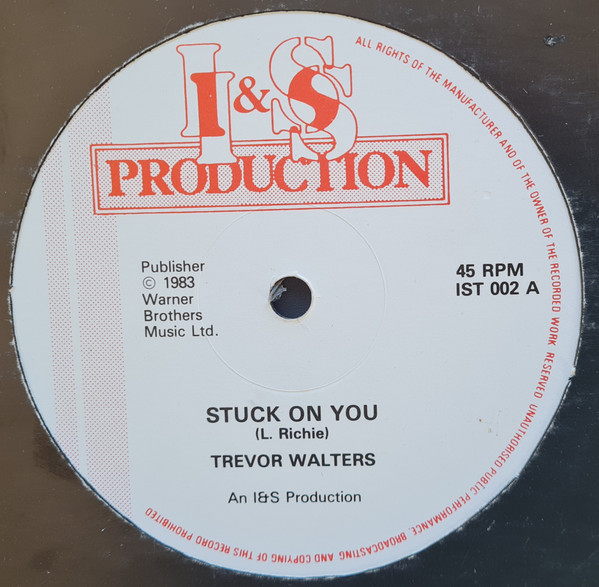 I & S
PRODUCTION
Publisher
© 1983
Warner
Brothers
Music Ltd.
45 RPM
IST 002 A
STUCK ON YOU
(L. Richie)
TREVOR WALTERS
An I&S Production
ALL RIGHTS OF THE MANUFACTURER AND OF THE OWNER OF THE RECORDED WORK RESERVED UNAUTHORISED PUBLIC PERFORMANCE, BROADCASTING AND COPYING OF THIS RECORD PROHIBITED